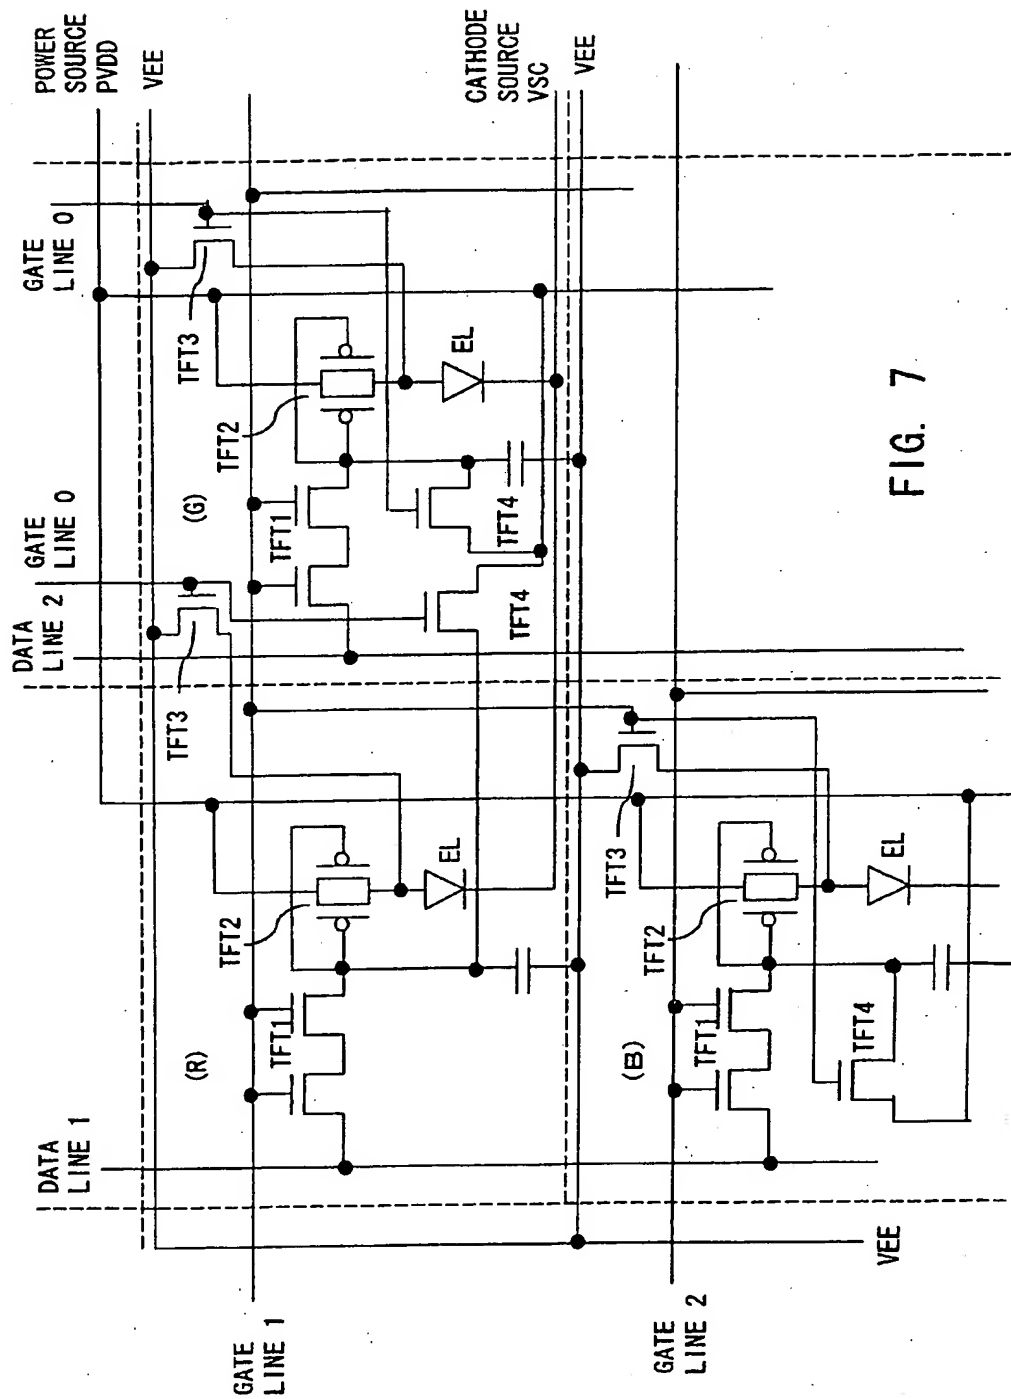 POWER
SOURCE
PVDD
VEE
GATE
LINE 0
TFT3
TFT2
EL
(G)
TFT1
TFT4
GATE
LINE 0
DATA
LINE 2
TFT3
TFT4
CATHODE
SOURCE
VSC
VEE
TFT2
EL
(R)
TFT1
DATA
LINE 1
GATE
LINE 1
TFT3
TFT2
EL
(B)
TFT1
TFT4
VEE
GATE
LINE 2
FIG. 7